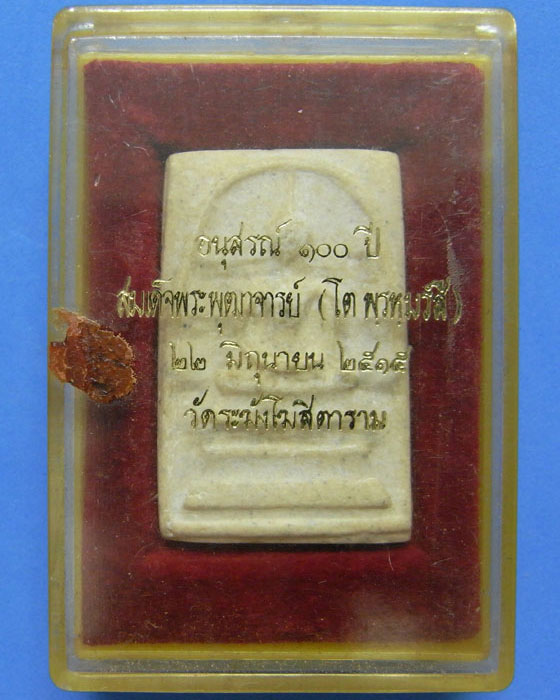 อนุสรณ์ ๑๐๐ ปี
สมเด็จพระพุฒาจารย์ (โต พฺรหฺมรํสี)
๒๒ มิถุนายน ๒๕๑๕
วัดระฆังโฆสิตาราม